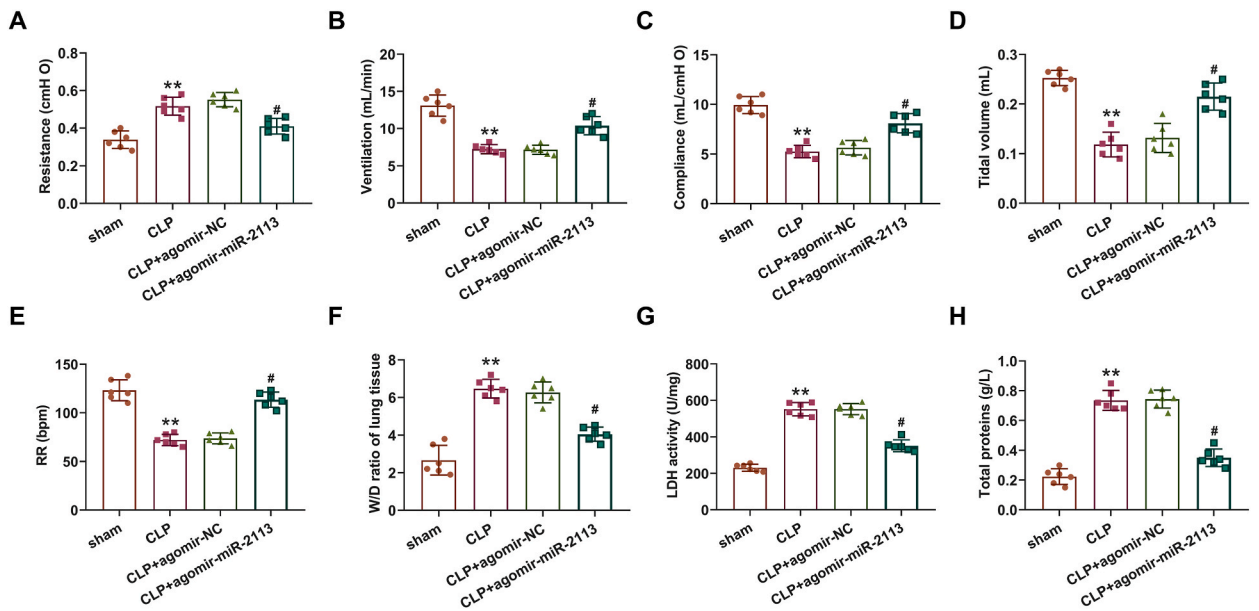 A
Resistance (cmH O)
0.8
0.6
0.4
0.2
0.0
**
#
sham
CLP
CLP+agomir-NC
CLP+agomir-miR-2113
B
Ventilation (mL/min)
20
15
10
5
0
**
#
sham
CLP
CLP+agomir-NC
CLP+agomir-miR-2113
C
Compliance (mL/cmH O)
15
10
5
0
**
#
sham
CLP
CLP+agomir-NC
CLP+agomir-miR-2113
D
Tidal volume (mL)
0.3
0.2
0.1
0.0
**
#
sham
CLP
CLP+agomir-NC
CLP+agomir-miR-2113
E
RR (bpm)
150
100
50
0
**
#
sham
CLP
CLP+agomir-NC
CLP+agomir-miR-2113
F
W/D ratio of lung tissue
8
6
4
2
0
**
#
sham
CLP
CLP+agomir-NC
CLP+agomir-miR-2113
G
LDH activity (U/mg)
800
600
400
200
0
**
#
sham
CLP
CLP+agomir-NC
CLP+agomir-miR-2113
H
Total proteins (g/L)
1.0
0.8
0.6
0.4
0.2
0.0
**
#
sham
CLP
CLP+agomir-NC
CLP+agomir-miR-2113